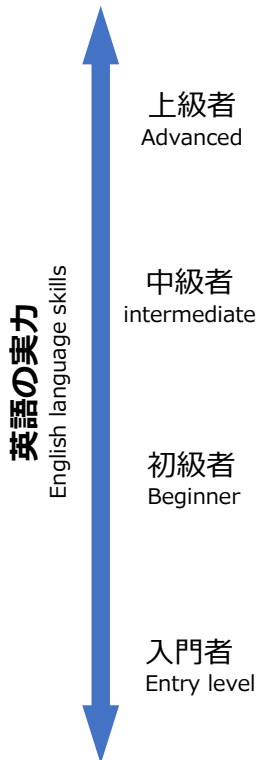 英語の実力
English language skills
上級者
Advanced
中級者
intermediate
初級者
Beginner
入門者
Entry level